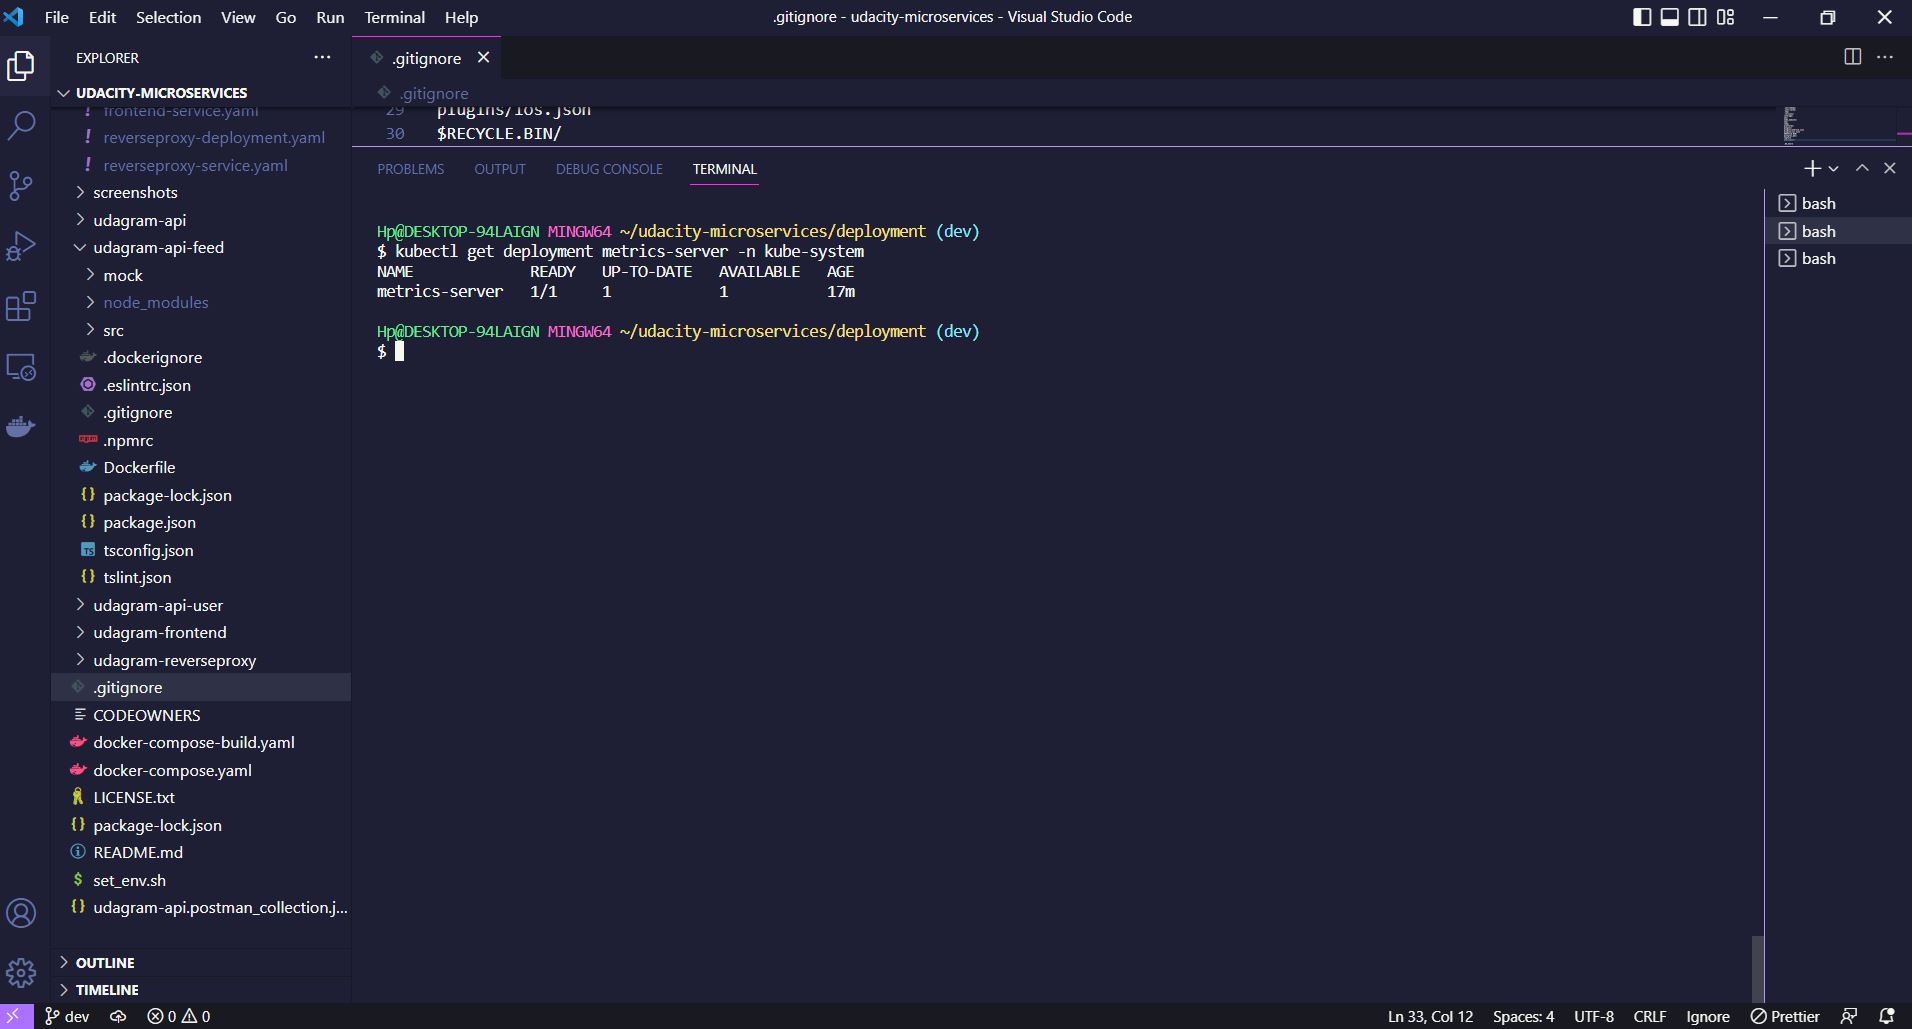 File Edit Selection View Go Run Terminal Help
.gitignore - udacity-microservices - Visual Studio Code
EXPLORER
UDACITY-MICROSERVICES
frontend-service.yaml
reverseproxy-deployment.yaml
reverseproxy-service.yaml
screenshots
udagram-api
udagram-api-feed
mock
node_modules
src
.dockerignore
.eslintrc.json
.gitignore
.npmrc
Dockerfile
package-lock.json
package.json
tsconfig.json
tslint.json
udagram-api-user
udagram-frontend
udagram-reverseproxy
.gitignore
CODEOWNERS
docker-compose-build.yaml
docker-compose.yaml
LICENSE.txt
package-lock.json
README.md
set_env.sh
udagram-api.postman_collection.j...
OUTLINE
TIMELINE
.gitignore
.gitignore
29 plugins/ios.json
30 $RECYCLE.BIN/
PROBLEMS OUTPUT DEBUG CONSOLE TERMINAL
Hp@DESKTOP-94LAIGN MINGW64 ~/udacity-microservices/deployment (dev)
$ kubectl get deployment metrics-server -n kube-system
NAME READY UP-TO-DATE AVAILABLE AGE
metrics-server 1/1 1 1 17m
Hp@DESKTOP-94LAIGN MINGW64 ~/udacity-microservices/deployment (dev)
$
bash
bash
bash
dev 0 0
Ln 33, Col 12 Spaces: 4 UTF-8 CRLF Ignore Prettier